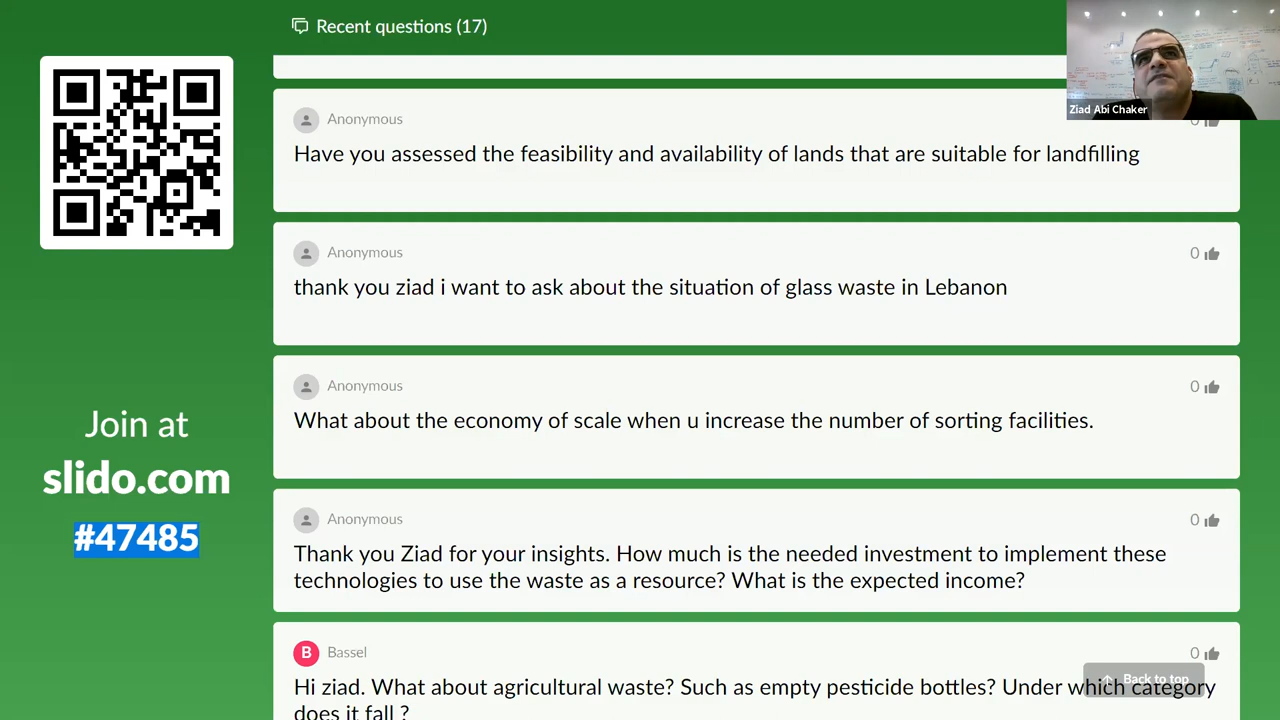 Recent questions (17)
Ziad Abi Chaker
Anonymous
0
Have you assessed the feasibility and availability of lands that are suitable for landfilling
Anonymous
0
thank you ziad i want to ask about the situation of glass waste in Lebanon
Anonymous
0
What about the economy of scale when u increase the number of sorting facilities.
Anonymous
0
Thank you Ziad for your insights. How much is the needed investment to implement these
technologies to use the waste as a resource? What is the expected income?
B
Bassel
0
Hi ziad. What about agricultural waste? Such as empty pesticide bottles? Under which category
does it fall ?
Back to top
Join at
slido.com
#47485